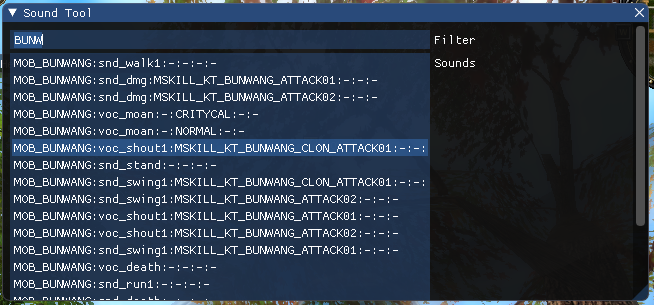 Sound Tool
BUNW
Filter
MOB_BUNWANG:snd_walk1:-:-:-:-
Sounds
MOB_BUNWANG:snd_dmg:MSKILL_KT_BUNWANG_ATTACK01:-:-:-
MOB_BUNWANG:snd_dmg:MSKILL_KT_BUNWANG_ATTACK02:-:-:-
MOB_BUNWANG:voc_moan:-:CRITYCAL:-:-
MOB_BUNWANG:voc_moan:-:NORMAL:-:-
MOB_BUNWANG:voc_shout1:MSKILL_KT_BUNWANG_CLON_ATTACK01:-:-:
MOB_BUNWANG:snd_stand:-:-:-:-
MOB_BUNWANG:snd_swing1:MSKILL_KT_BUNWANG_CLON_ATTACK01:-:-:
MOB_BUNWANG:snd_swing1:MSKILL_KT_BUNWANG_ATTACK02:-:-:-
MOB_BUNWANG:voc_shout1:MSKILL_KT_BUNWANG_ATTACK01:-:-:-
MOB_BUNWANG:voc_shout1:MSKILL_KT_BUNWANG_ATTACK02:-:-:-
MOB_BUNWANG:snd_swing1:MSKILL_KT_BUNWANG_ATTACK01:-:-:-
MOB_BUNWANG:voc_death:-:-:-:-
MOB_BUNWANG:snd_run1:-:-:-:-
MOB_BUNWANG:snd_death:-:-:-:-